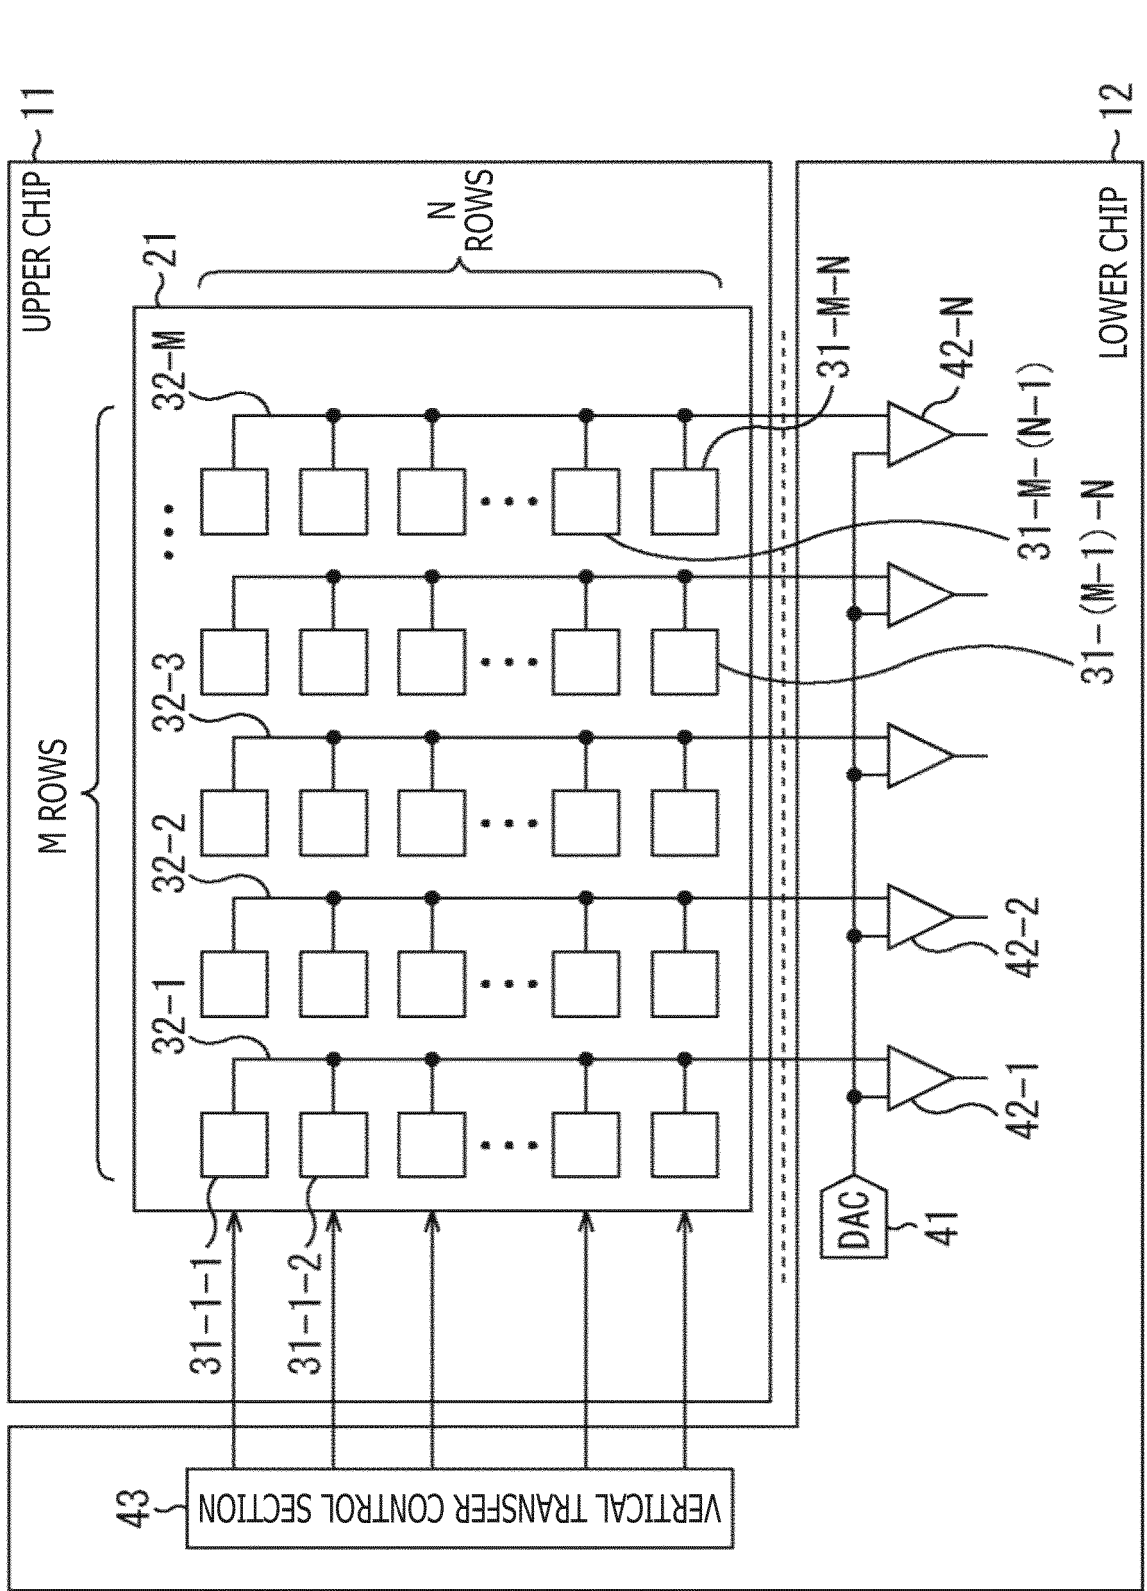 UPPER CHIP
11
M ROWS
N
ROWS
21
32-1
32-2
32-3
32-M
31-1-1
31-1-2
31-M-N
31-M-(N-1)
31-(M-1)-N
43
VERTICAL TRANSFER CONTROL SECTION
DAC
41
42-1
42-2
42-N
LOWER CHIP
12